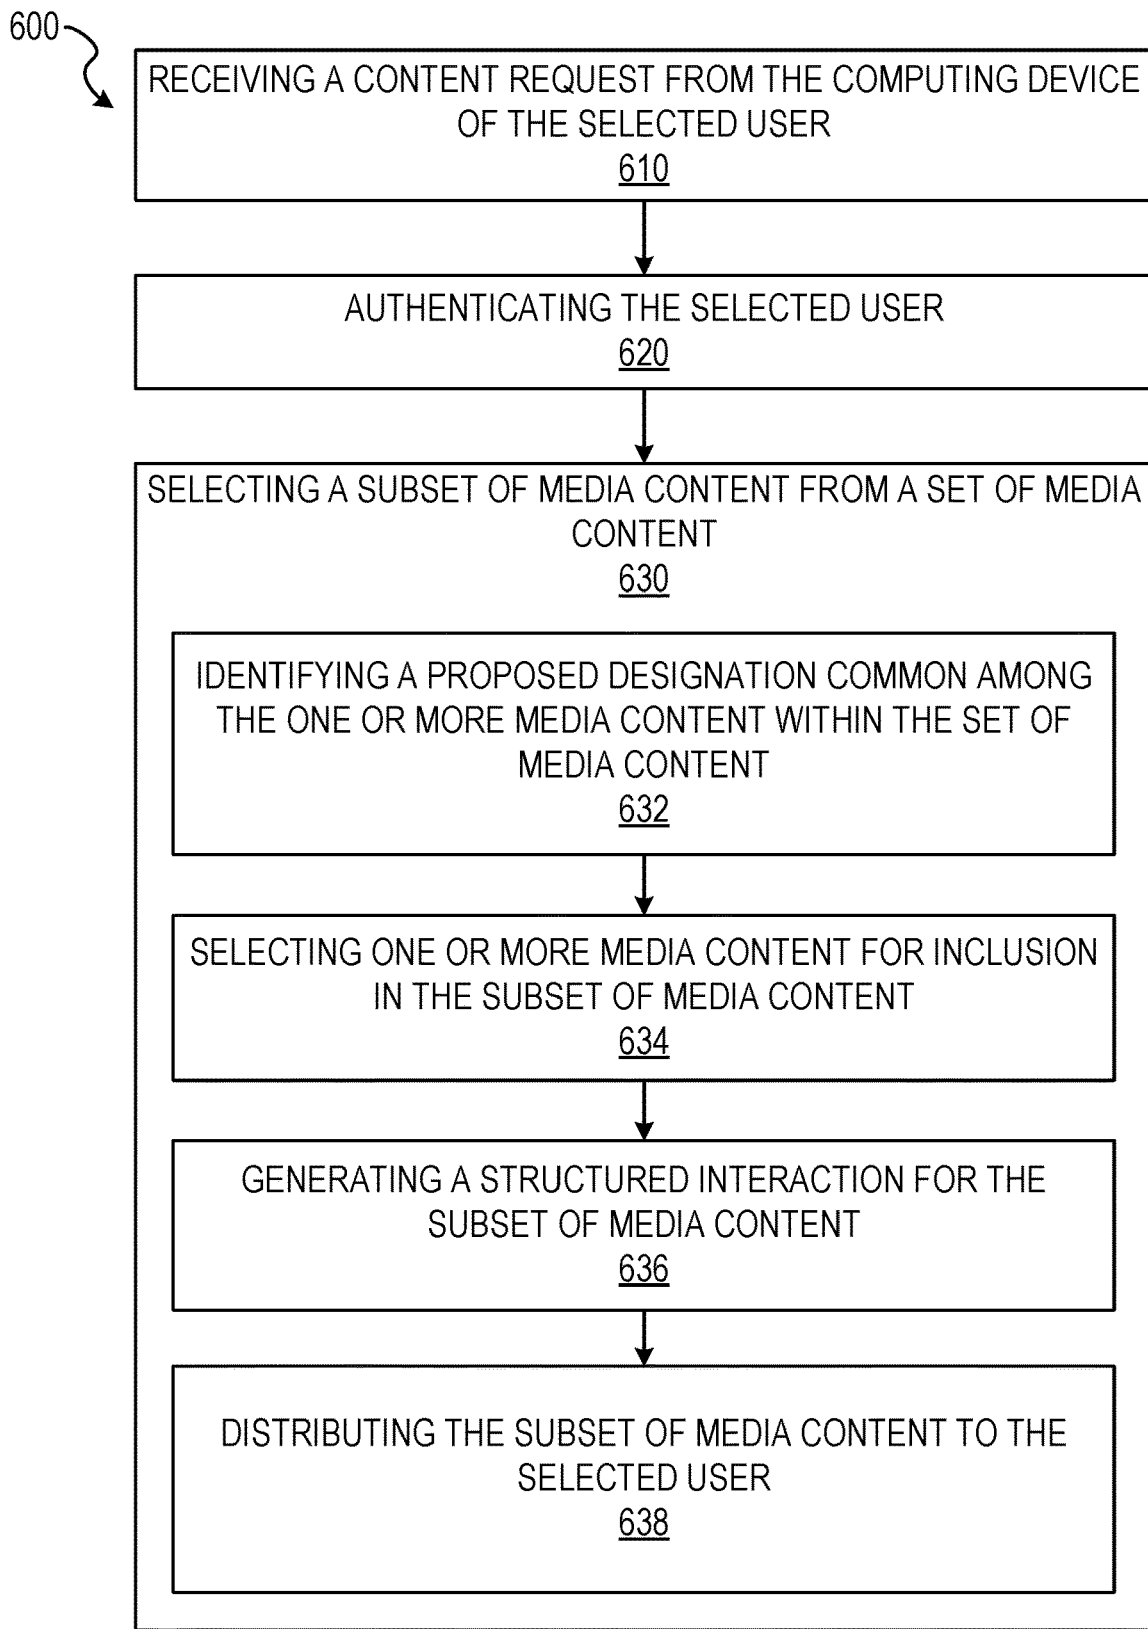 600
RECEIVING A CONTENT REQUEST FROM THE COMPUTING DEVICE
OF THE SELECTED USER
610
AUTHENTICATING THE SELECTED USER
620
SELECTING A SUBSET OF MEDIA CONTENT FROM A SET OF MEDIA
CONTENT
630
IDENTIFYING A PROPOSED DESIGNATION COMMON AMONG
THE ONE OR MORE MEDIA CONTENT WITHIN THE SET OF
MEDIA CONTENT
632
SELECTING ONE OR MORE MEDIA CONTENT FOR INCLUSION
IN THE SUBSET OF MEDIA CONTENT
634
GENERATING A STRUCTURED INTERACTION FOR THE
SUBSET OF MEDIA CONTENT
636
DISTRIBUTING THE SUBSET OF MEDIA CONTENT TO THE
SELECTED USER
638